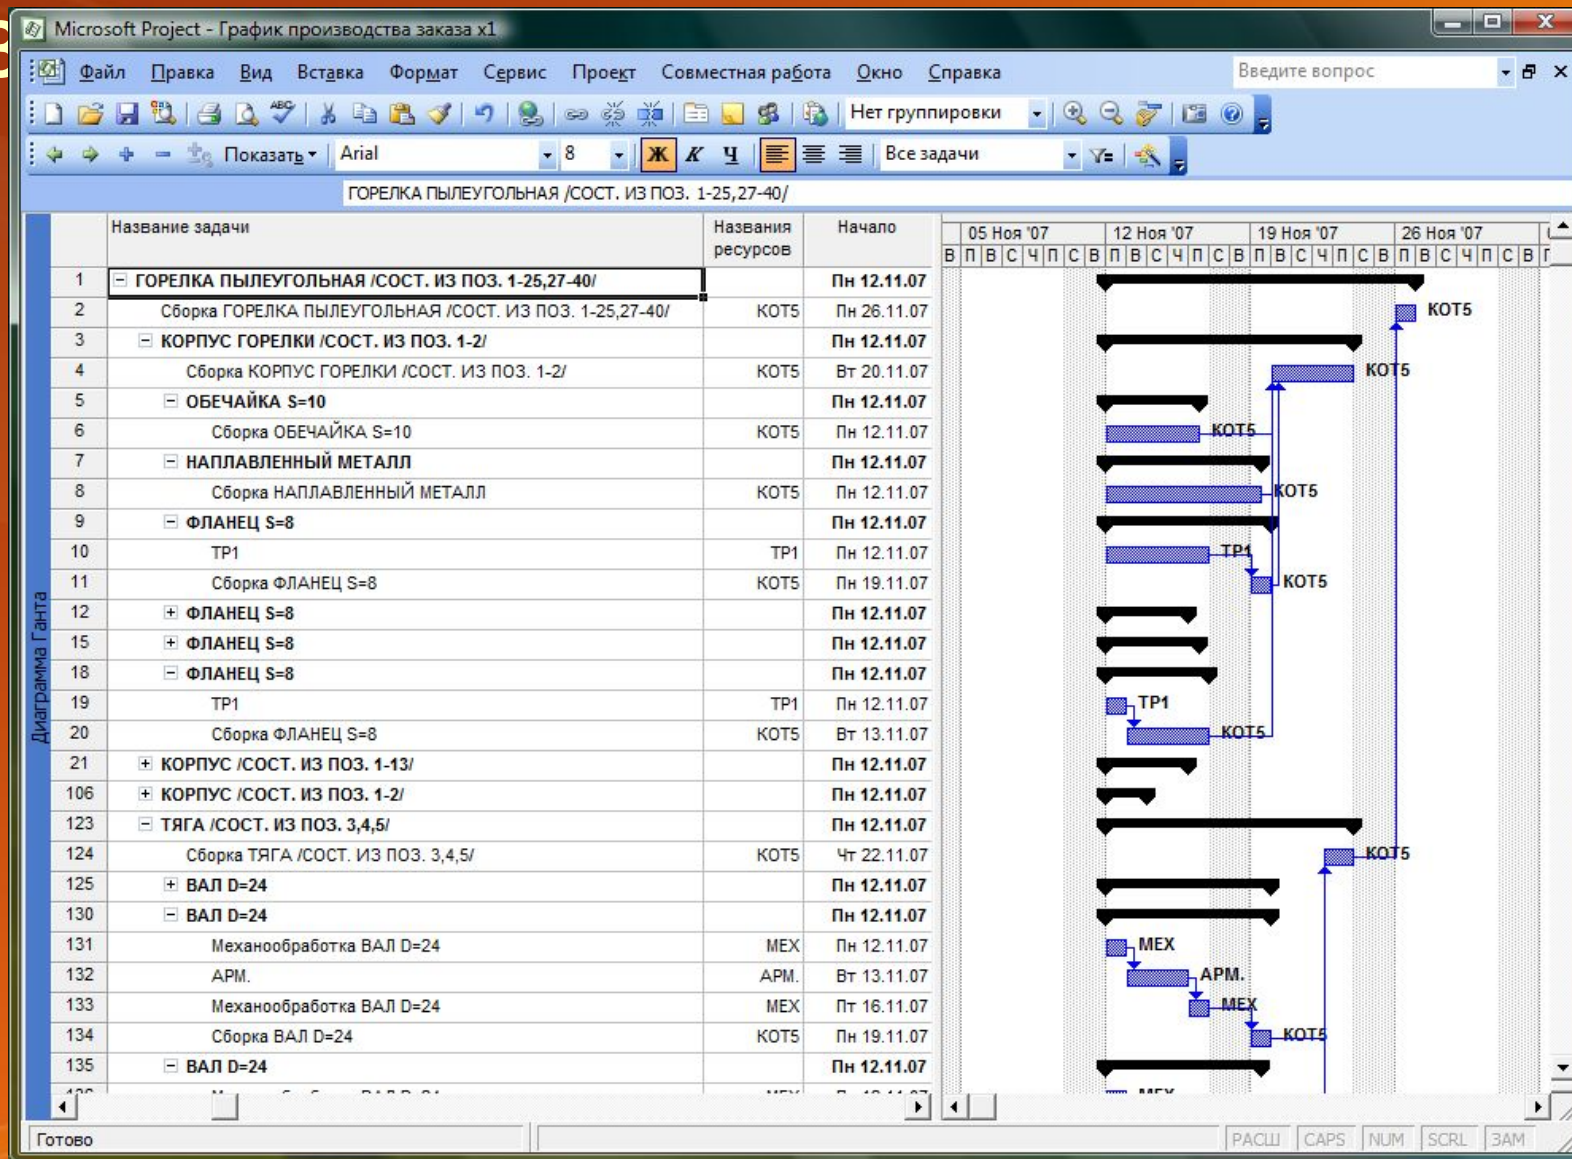 Microsoft Project - График производства заказа x1
Файл Правка Вид Вставка Формат Сервис Проект Совместная работа Окно Справка Введите вопрос
Нет группировки
Показать Arial 8 Ж К Ч Все задачи
ГОРЕЛКА ПЫЛЕУГОЛЬНАЯ /СОСТ. ИЗ ПОЗ. 1-25,27-40/
Название задачи Названия ресурсов Начало 05 Ноя '07 12 Ноя '07 19 Ноя '07 26 Ноя '07
В П В С Ч П С В П В С Ч П С В П В С Ч П С В П В С Ч П С В
1 ГОРЕЛКА ПЫЛЕУГОЛЬНАЯ /СОСТ. ИЗ ПОЗ. 1-25,27-40/ Пн 12.11.07
2 Сборка ГОРЕЛКА ПЫЛЕУГОЛЬНАЯ /СОСТ. ИЗ ПОЗ. 1-25,27-40/ КОТ5 Пн 26.11.07 КОТ5
3 КОРПУС ГОРЕЛКИ /СОСТ. ИЗ ПОЗ. 1-2/ Пн 12.11.07
4 Сборка КОРПУС ГОРЕЛКИ /СОСТ. ИЗ ПОЗ. 1-2/ КОТ5 Вт 20.11.07 КОТ5
5 ОБЕЧАЙКА S=10 Пн 12.11.07
6 Сборка ОБЕЧАЙКА S=10 КОТ5 Пн 12.11.07 КОТ5
7 НАПЛАВЛЕННЫЙ МЕТАЛЛ Пн 12.11.07
8 Сборка НАПЛАВЛЕННЫЙ МЕТАЛЛ КОТ5 Пн 12.11.07 КОТ5
9 ФЛАНЕЦ S=8 Пн 12.11.07
10 ТР1 ТР1 Пн 12.11.07 ТР1
11 Сборка ФЛАНЕЦ S=8 КОТ5 Пн 19.11.07 КОТ5
12 ФЛАНЕЦ S=8 Пн 12.11.07
15 ФЛАНЕЦ S=8 Пн 12.11.07
18 ФЛАНЕЦ S=8 Пн 12.11.07
19 ТР1 ТР1 Пн 12.11.07 ТР1
20 Сборка ФЛАНЕЦ S=8 КОТ5 Вт 13.11.07 КОТ5
21 КОРПУС /СОСТ. ИЗ ПОЗ. 1-13/ Пн 12.11.07
106 КОРПУС /СОСТ. ИЗ ПОЗ. 1-2/ Пн 12.11.07
123 ТЯГА /СОСТ. ИЗ ПОЗ. 3,4,5/ Пн 12.11.07
124 Сборка ТЯГА /СОСТ. ИЗ ПОЗ. 3,4,5/ КОТ5 Чт 22.11.07 КОТ5
125 ВАЛ D=24 Пн 12.11.07
130 ВАЛ D=24 Пн 12.11.07
131 Механообработка ВАЛ D=24 МЕХ Пн 12.11.07 МЕХ
132 АРМ. АРМ. Вт 13.11.07 АРМ.
133 Механообработка ВАЛ D=24 МЕХ Пт 16.11.07 МЕХ
134 Сборка ВАЛ D=24 КОТ5 Пн 19.11.07 КОТ5
135 ВАЛ D=24 Пн 12.11.07
Диаграмма Ганта
Готово РАСШ CAPS NUM SCRL ЗАМ